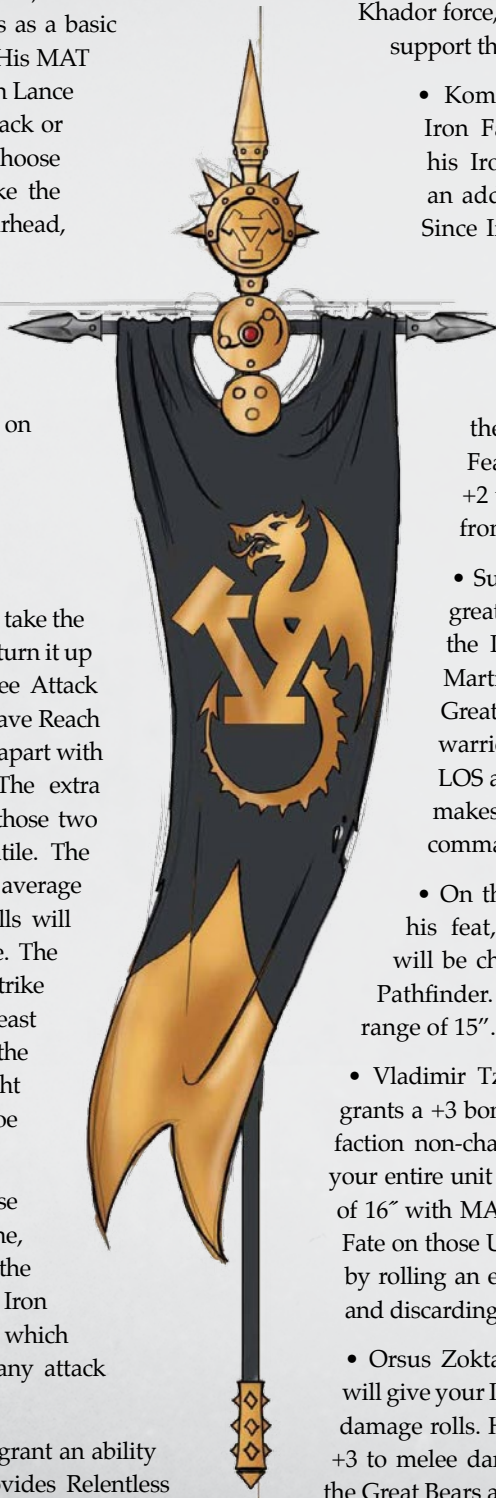 s as a basic
His MAT
n Lance
ack or
hoose
ke the
rhead,
on
take the
turn it up
ee Attack
ave Reach
apart with
The extra
those two
tile. The
average
lls will
e. The
trike
east
the
ght
be
se
ne,
the
Iron
which
any attack
grant an ability
ovides Relentless
Khador force,
support th
• Kom
Iron Fa
his Iro
an add
Since I
the
Fea
+2
from
• Su
great
the I
Marti
Great
warrie
LOS a
makes
comma
• On th
his feat,
will be ch
Pathfinder.
range of 15”.
• Vladimir Tz
grants a +3 bon
faction non-cha
your entire unit
of 16″ with MA
Fate on those U
by rolling an e
and discarding
• Orsus Zokta
will give your I
damage rolls. H
+3 to melee dam
the Great Bears a